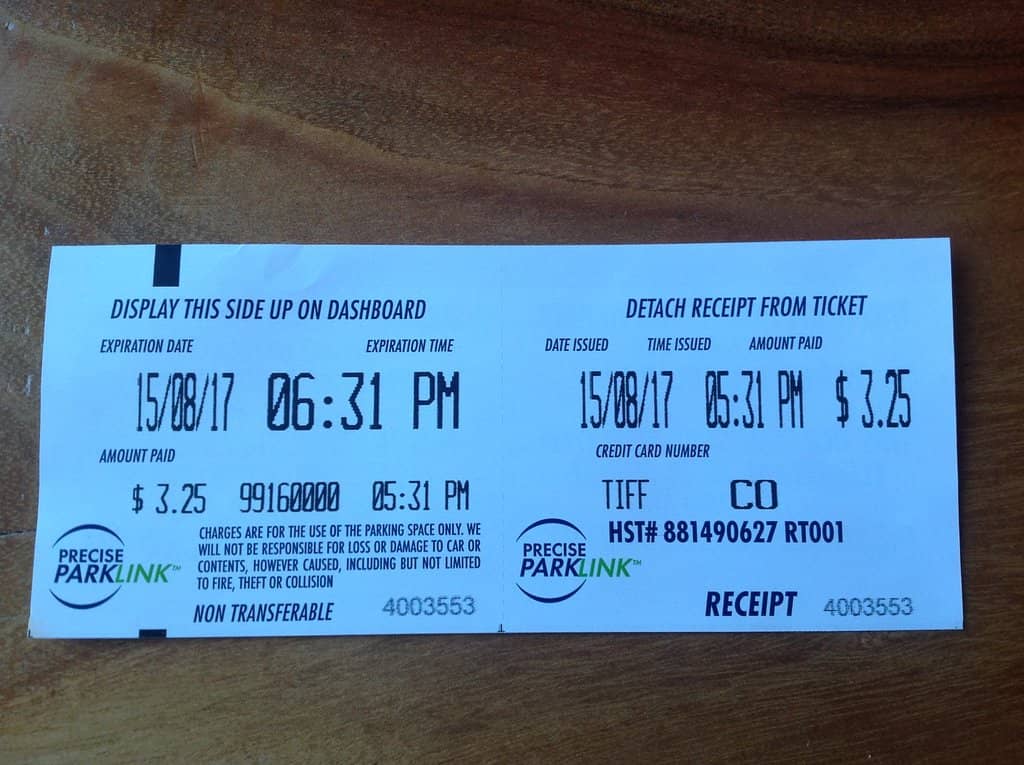 DISPLAY THIS SIDE UP ON DASHBOARD
EXPIRATION DATE EXPIRATION TIME
15/08/17 06:31 PM
AMOUNT PAID
$ 3.25 99160000 05:31 PM
PRECISE
PARKLINK™
CHARGES ARE FOR THE USE OF THE PARKING SPACE ONLY. WE
WILL NOT BE RESPONSIBLE FOR LOSS OR DAMAGE TO CAR OR
CONTENTS, HOWEVER CAUSED, INCLUDING BUT NOT LIMITED
TO FIRE, THEFT OR COLLISION
NON TRANSFERABLE 4003553
DETACH RECEIPT FROM TICKET
DATE ISSUED TIME ISSUED AMOUNT PAID
15/08/17 05:31 PM $ 3.25
CREDIT CARD NUMBER
TIFF CO
HST# 881490627 RT001
PRECISE
PARKLINK™
RECEIPT 4003553